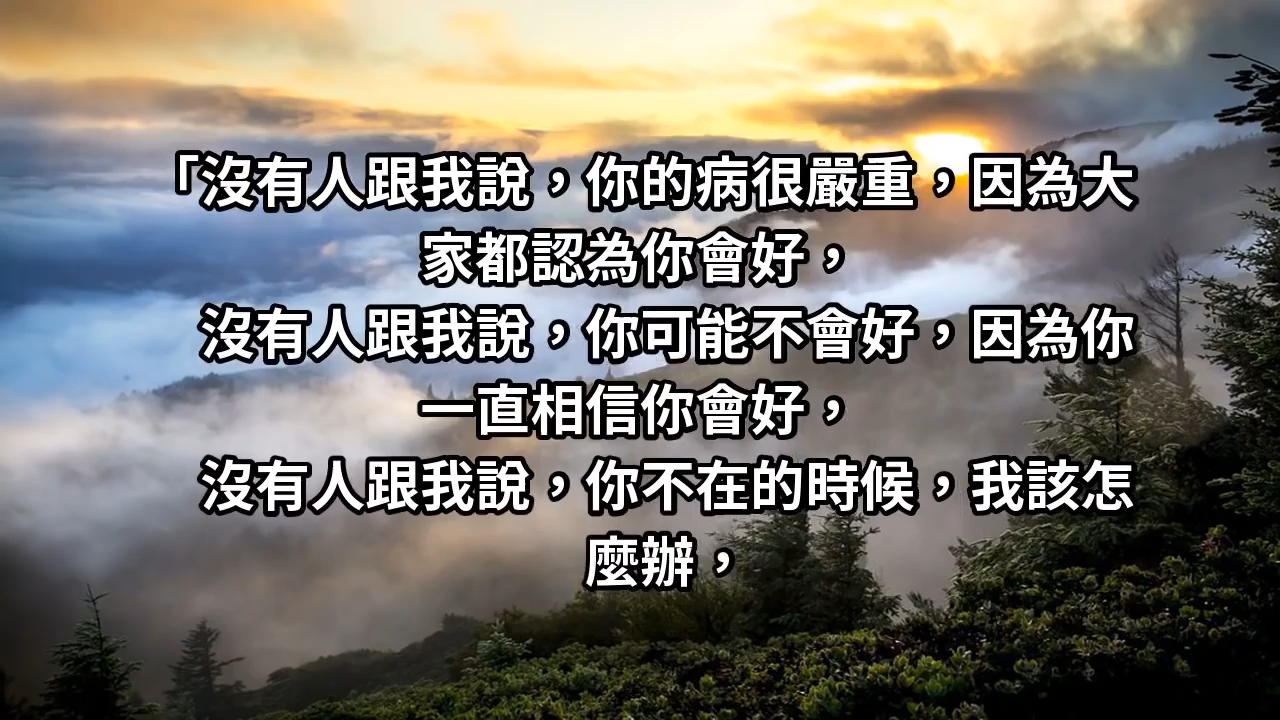 「沒有人跟我說，你的病很嚴重，因為大
家都認為你會好，
沒有人跟我說，你可能不會好，因為你
一直相信你會好，
沒有人跟我說，你不在的時候，我該怎
麼辦，